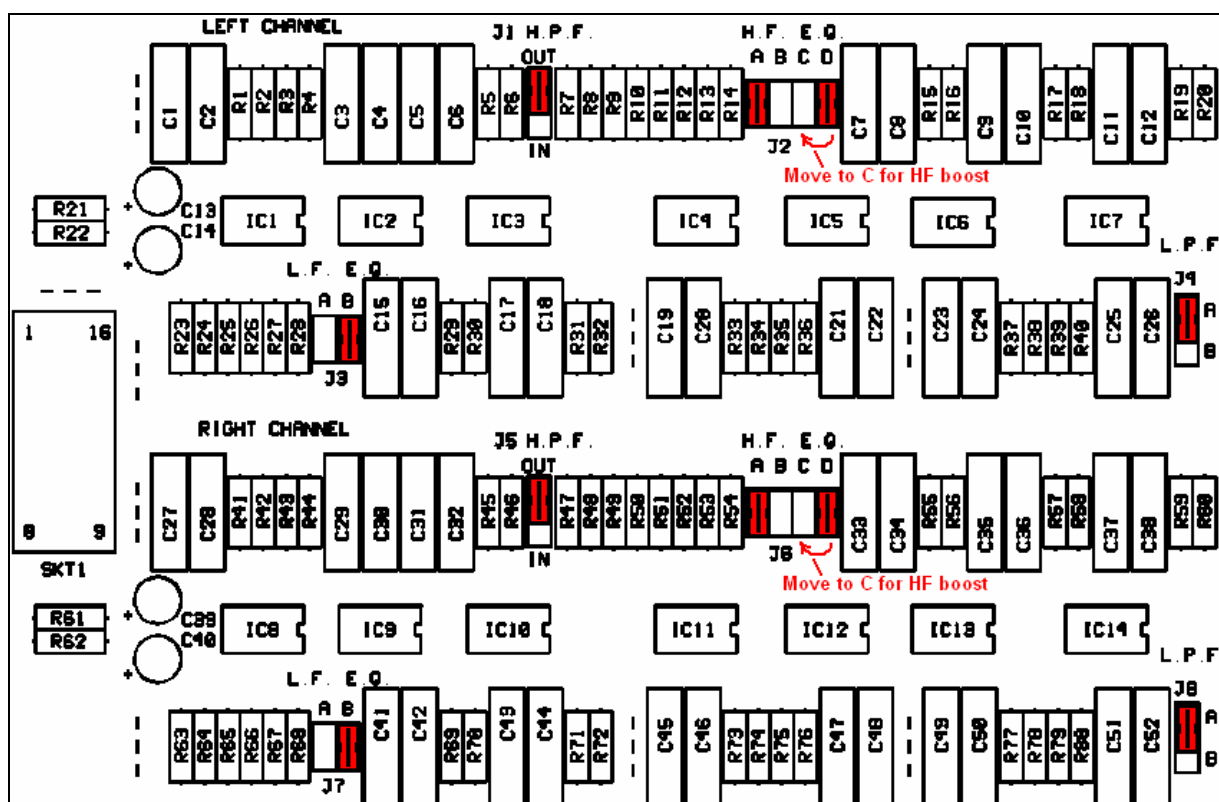 LEFT CHANNEL
J1 H.P.F.
OUT
H.F. E.Q.
A B C D
C1 C2 R1 R2 R3 R4 C3 C4 C5 C6 R5 R6 R7 R8 R9 R10 R11 R12 R13 R14 C7 C8 R15 R16 C9 C10 R17 R18 C11 C12 R19 R20
IN
J2
Move to C for HF boost
R21
R22
+
C13
C14
+
IC1 IC2 IC3 IC4 IC5 IC6 IC7
L.P.F
L.F. E.Q.
A B
J4
A
B
1 16
R23 R24 R25 R26 R27 R28 C15 C16 R29 R30 C17 C18 R31 R32 C19 C20 R33 R34 R35 R36 C21 C22 C23 C24 R37 R38 R39 R40 C25 C26
J3
RIGHT CHANNEL
J5 H.P.F.
OUT
H.F. E.Q.
A B C D
C27 C28 R41 R42 R43 R44 C29 C30 C31 C32 R45 R46 R47 R48 R49 R50 R51 R52 R53 R54 C33 C34 R55 R56 C35 C36 R57 R58 C37 C38 R59 R60
8 9
SKT1
IN
J6
Move to C for HF boost
R61
R62
+
C39
C40
+
IC8 IC9 IC10 IC11 IC12 IC13 IC14
L.P.F
L.F. E.Q.
A B
J8
A
B
R63 R64 R65 R66 R67 R68 C41 C42 R69 R70 C43 C44 R71 R72 C45 C46 R73 R74 R75 R76 C47 C48 C49 C50 R77 R78 R79 R80 C51 C52
J7